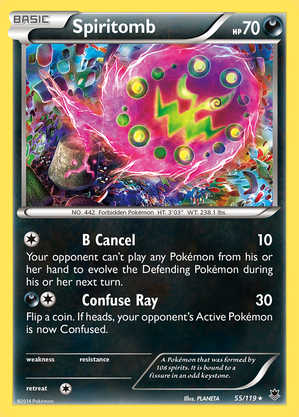 BASIC Spiritomb HP70
NO. 442 Forbidden Pokémon HT. 3'03" WT. 238.1 lbs.
B Cancel 10
Your opponent can't play any Pokémon from his or
her hand to evolve the Defending Pokémon during
his or her next turn.
Confuse Ray 30
Flip a coin. If heads, your opponent's Active Pokémon
is now Confused.
weakness resistance
retreat
A Pokémon that was formed by
108 spirits. It is bound to a
fissure in an odd keystone.
©2014 Pokémon Illus. PLANETA 55/119